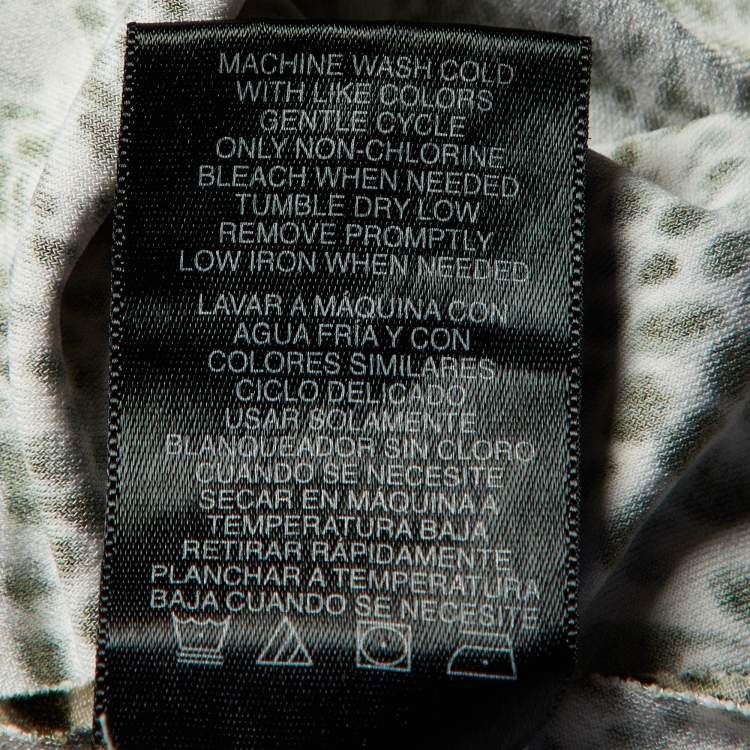 MACHINE WASH COLD
WITH LIKE COLORS
GENTLE CYCLE
ONLY NON-CHLORINE
BLEACH WHEN NEEDED
TUMBLE DRY LOW
REMOVE PROMPTLY
LOW IRON WHEN NEEDED
LAVAR A MÁQUINA CON
AGUA FRÍA Y CON
COLORES SIMILARES
CICLO DELICADO
USAR SOLAMENTE
BLANQUEADOR SIN CLORO
CUANDO SE NECESITE
SECAR EN MÁQUINA A
TEMPERATURA BAJA
RETIRAR RÁPIDAMENTE
PLANCHAR A TEMPERATURA
BAJA CUANDO SE NECESITE